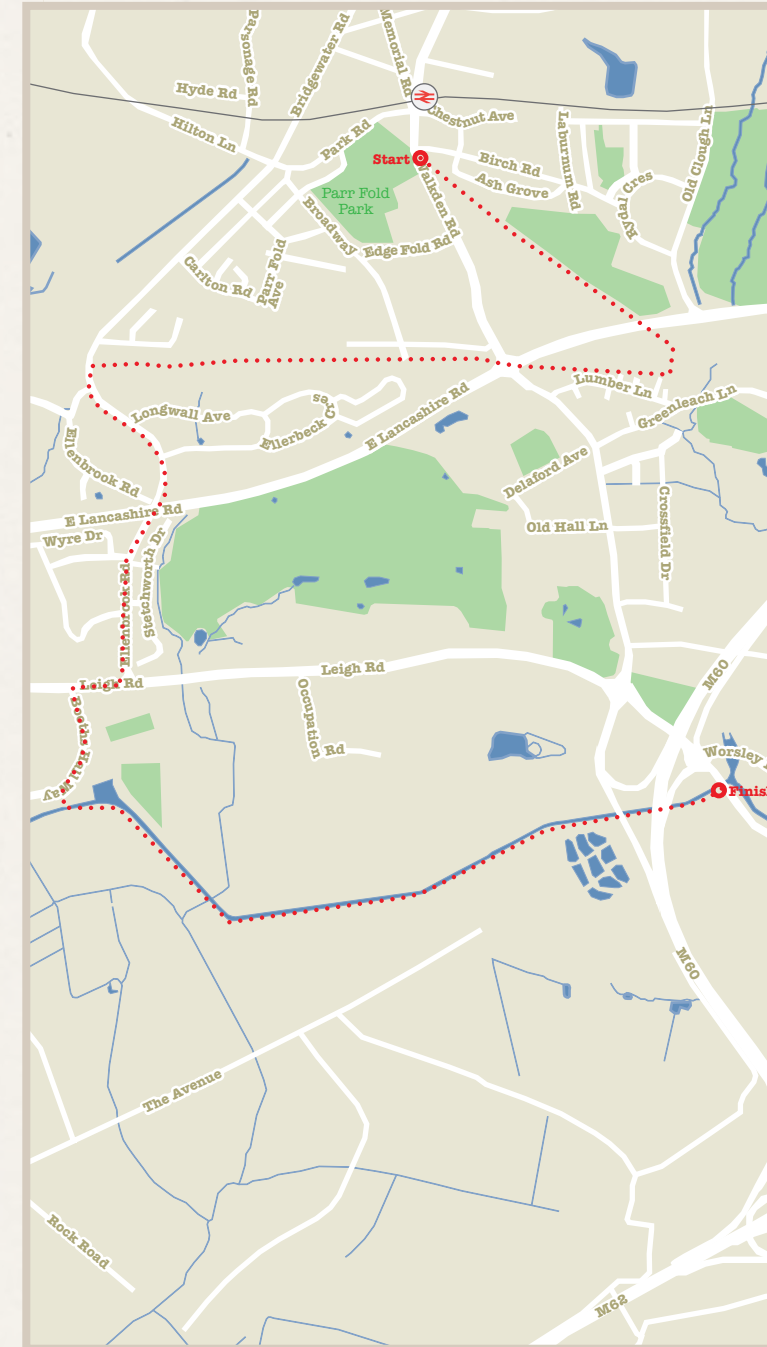 Parsonage Rd
Bridgewater Rd
Memorial Rd
Hyde Rd
Hilton Ln
Park Rd
Chestnut Ave
Start
Walkden Rd
Birch Rd
Ash Grove
Laburnum Rd
Rydal Cres
Old Clough Ln
Parr Fold
Park
Broadway
Edge Fold Rd
Carlton Rd
Parr Fold
Ave
Longwall Ave
Ellerbeck Cres
E Lancashire Rd
Lumber Ln
Greenleach Ln
Ellenbrook Rd
E Lancashire Rd
Wyre Dr
Stetchworth Dr
Ellenbrook Rd
Delaford Ave
Old Hall Ln
Crossfield Dr
Leigh Rd
Leigh Rd
Booths Hall Way
Occupation Rd
M60
Worsley
M60
The Avenue
Rock Road
M62